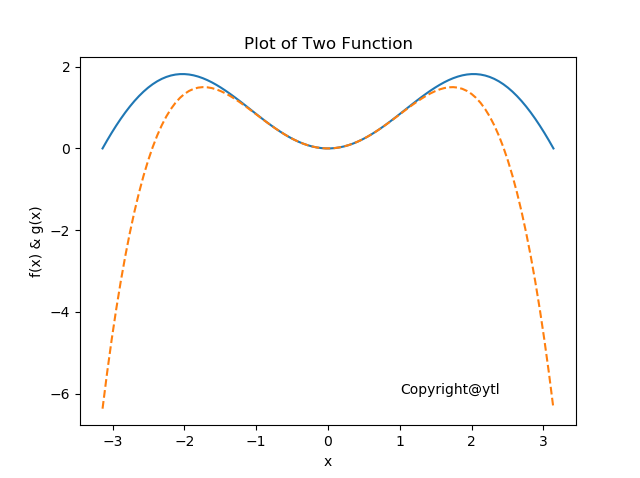 Plot of Two Function
2
0
−2
−4
−6
f(x) & g(x)
Copyright@ytl
−3 −2 −1 0 1 2 3
x